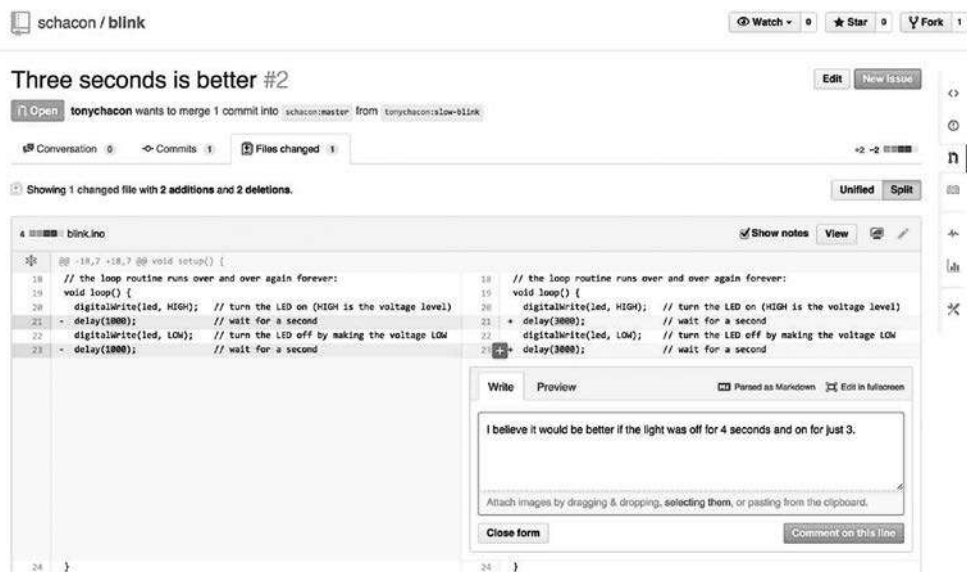 schacon / blink
Watch 0 Star 0 Fork 1
Three seconds is better #2
Edit New Issue
Open tonychacon wants to merge 1 commit into schacon:master from tonychacon:slow-blink
Conversation 0 Commits 1 Files changed 1 +2 -2
Showing 1 changed file with 2 additions and 2 deletions.
Unified Split
4 blink.ino Show notes View
@@ -18,7 +18,7 @@ void setup() {
18 // the loop routine runs over and over again forever:
19 void loop() {
20 digitalWrite(led, HIGH); // turn the LED on (HIGH is the voltage level)
21 - delay(1000); // wait for a second
22 digitalWrite(led, LOW); // turn the LED off by making the voltage LOW
23 - delay(1000); // wait for a second
24 }
18 // the loop routine runs over and over again forever:
19 void loop() {
20 digitalWrite(led, HIGH); // turn the LED on (HIGH is the voltage level)
21 + delay(3000); // wait for a second
22 digitalWrite(led, LOW); // turn the LED off by making the voltage LOW
23 + delay(3000); // wait for a second
Write Preview Parsed as Markdown Edit in fullscreen
I believe it would be better if the light was off for 4 seconds and on for just 3.
Attach images by dragging & dropping, selecting them, or pasting from the clipboard.
Close form Comment on this line
24 }